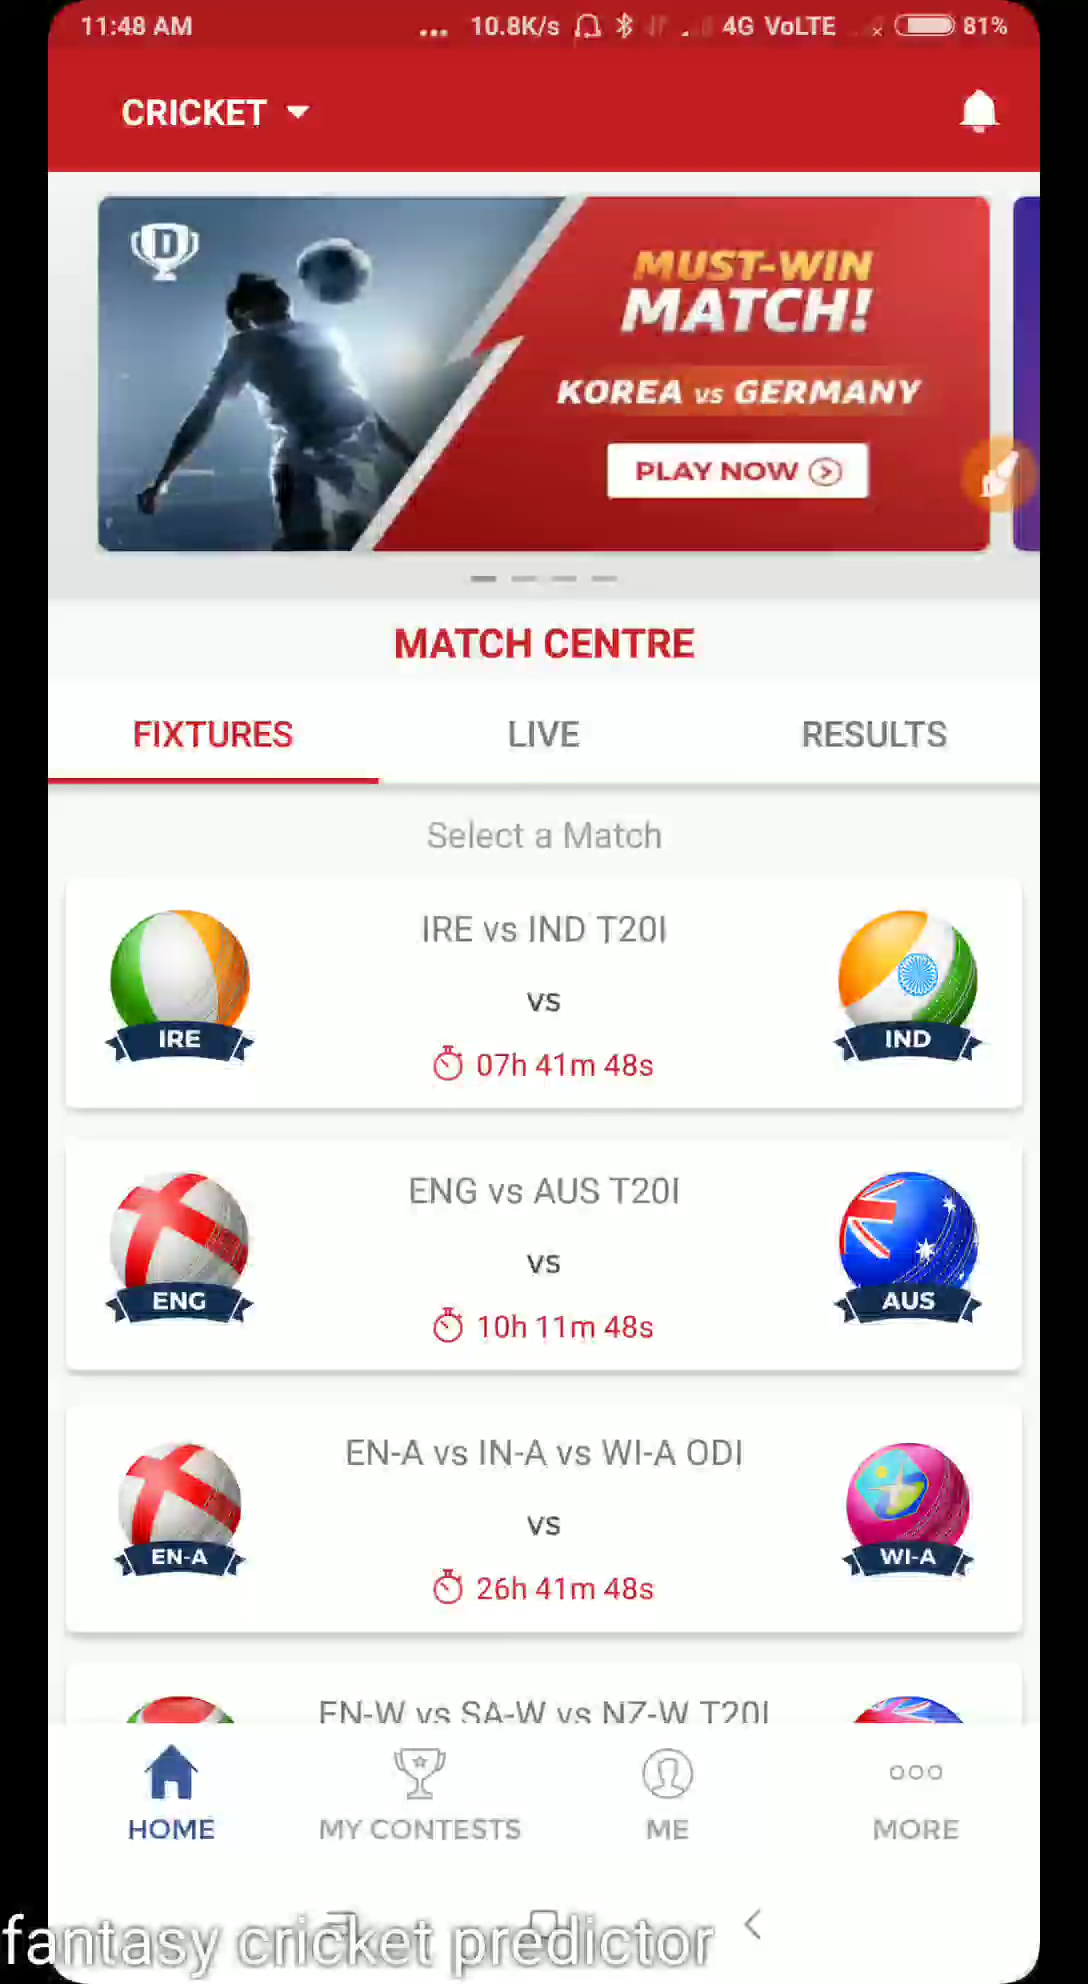 11:48 AM ... 10.8K/s 4G VoLTE 81%
CRICKET
D
MUST-WIN
MATCH!
KOREA vs GERMANY
PLAY NOW
MATCH CENTRE
FIXTURES LIVE RESULTS
Select a Match
IRE vs IND T20I
vs
IRE IND
07h 41m 48s
ENG vs AUS T20I
vs
ENG AUS
10h 11m 48s
EN-A vs IN-A vs WI-A ODI
vs
EN-A WI-A
26h 41m 48s
EN-W vs SA-W vs NZ-W T20I
HOME MY CONTESTS ME MORE
fantasy cricket predictor